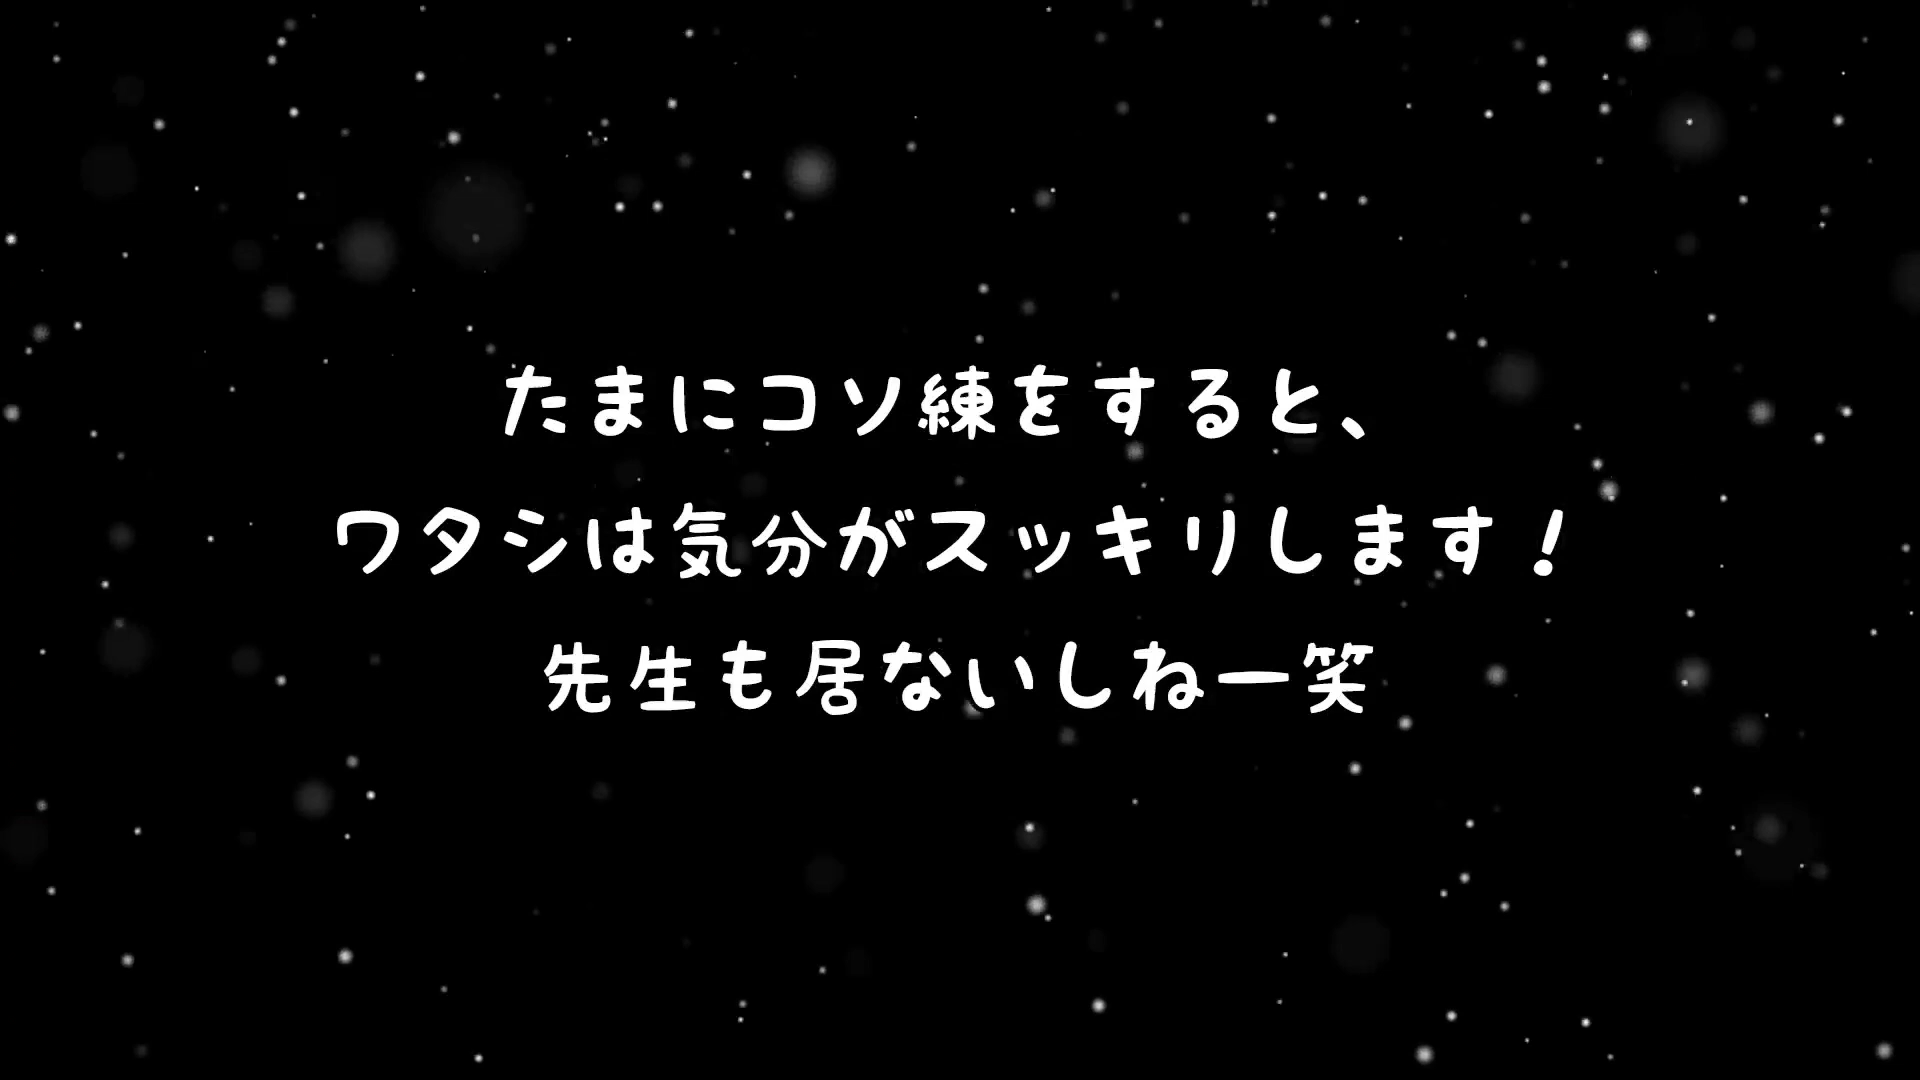 たまにコソ練をすると、
ワタシは気分がスッキリします！
先生も居ないしねー笑